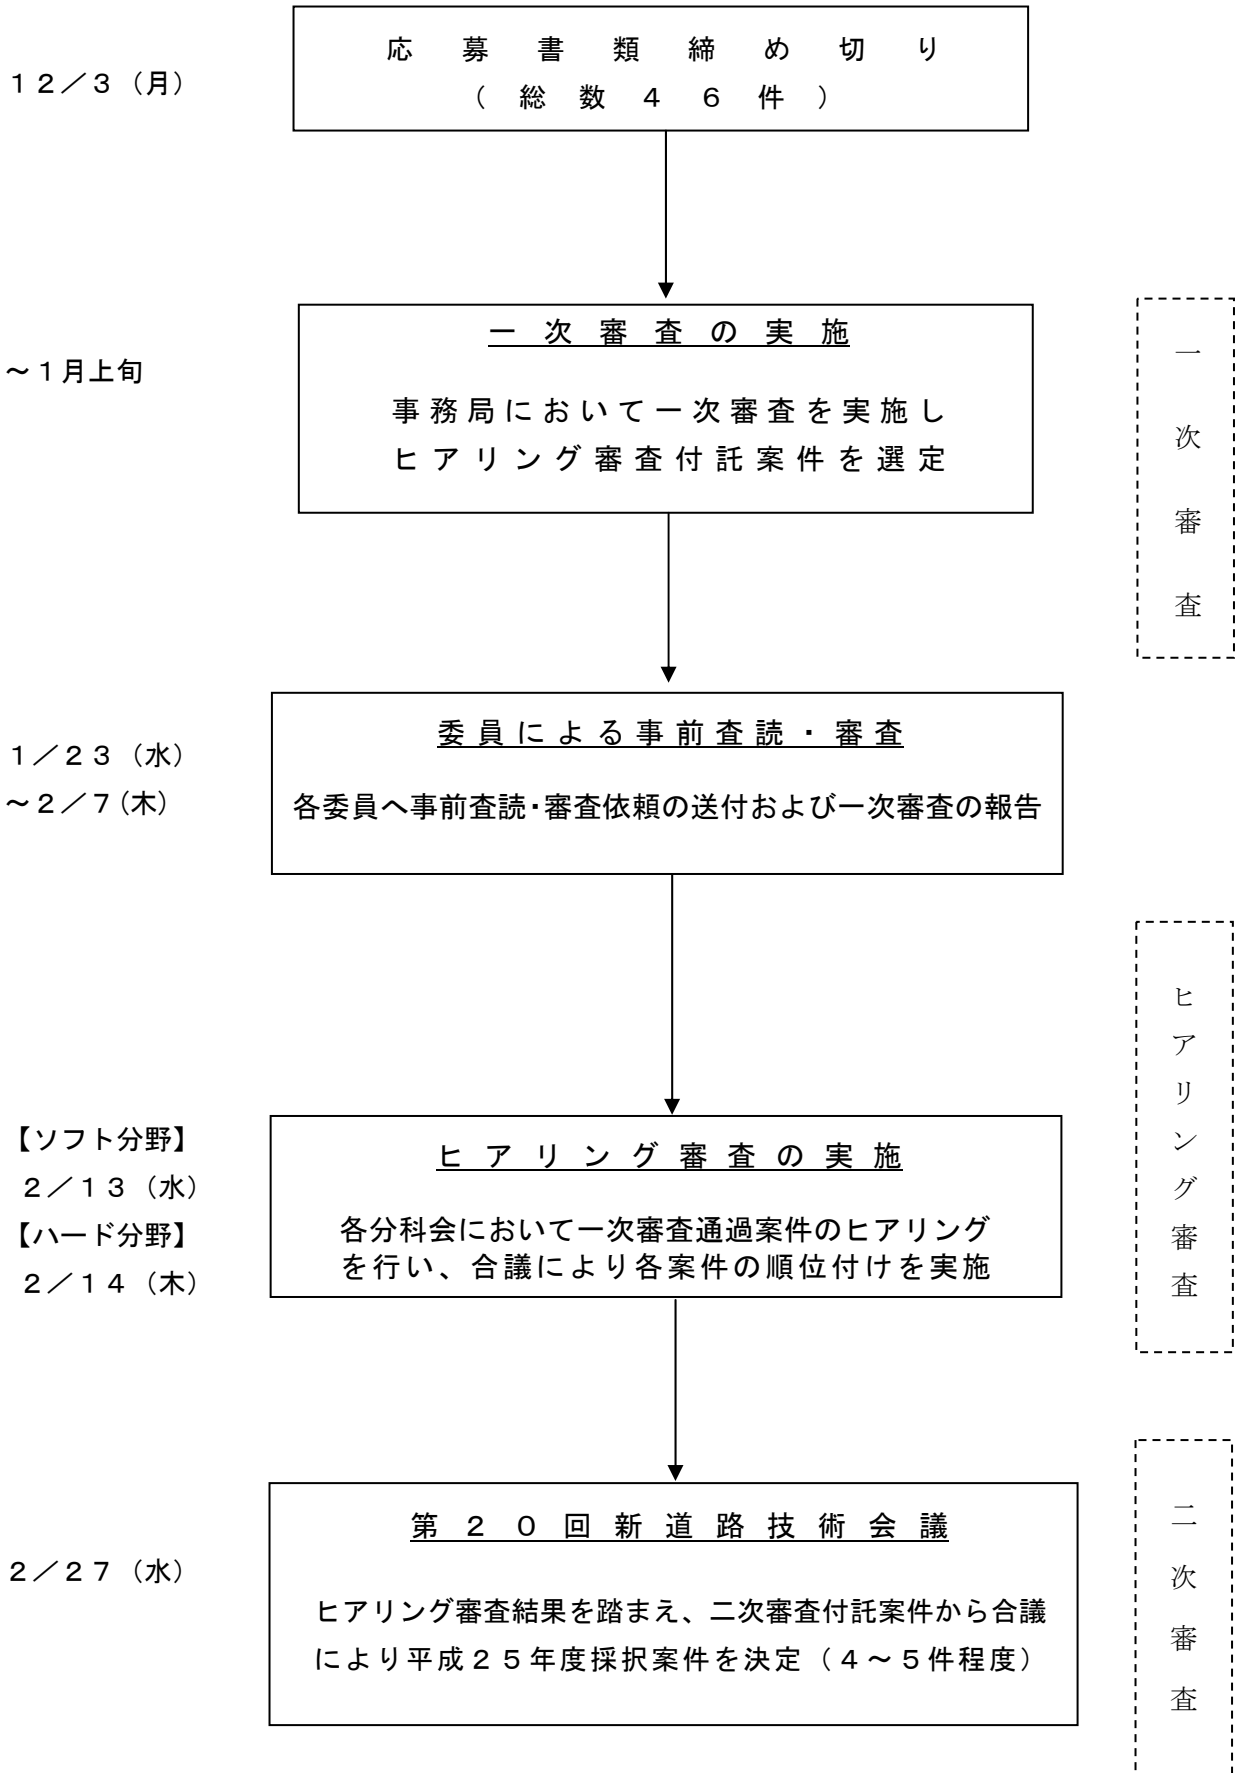 応募書類締め切り
（総数４６件）
１２／３（月）
一次審査の実施
～１月上旬
事務局において一次審査を実施し
ヒアリング審査付託案件を選定
一次審査
委員による事前査読・審査
１／２３（水）
～２／７（木）
各委員へ事前査読・審査依頼の送付および一次審査の報告
ヒアリング審査
【ソフト分野】
２／１３（水）
【ハード分野】
２／１４（木）
ヒアリング審査の実施
各分科会において一次審査通過案件のヒアリング
を行い、合議により各案件の順位付けを実施
第２０回新道路技術会議
２／２７（水）
ヒアリング審査結果を踏まえ、二次審査付託案件から合議
により平成２５年度採択案件を決定（４～５件程度）
二次審査